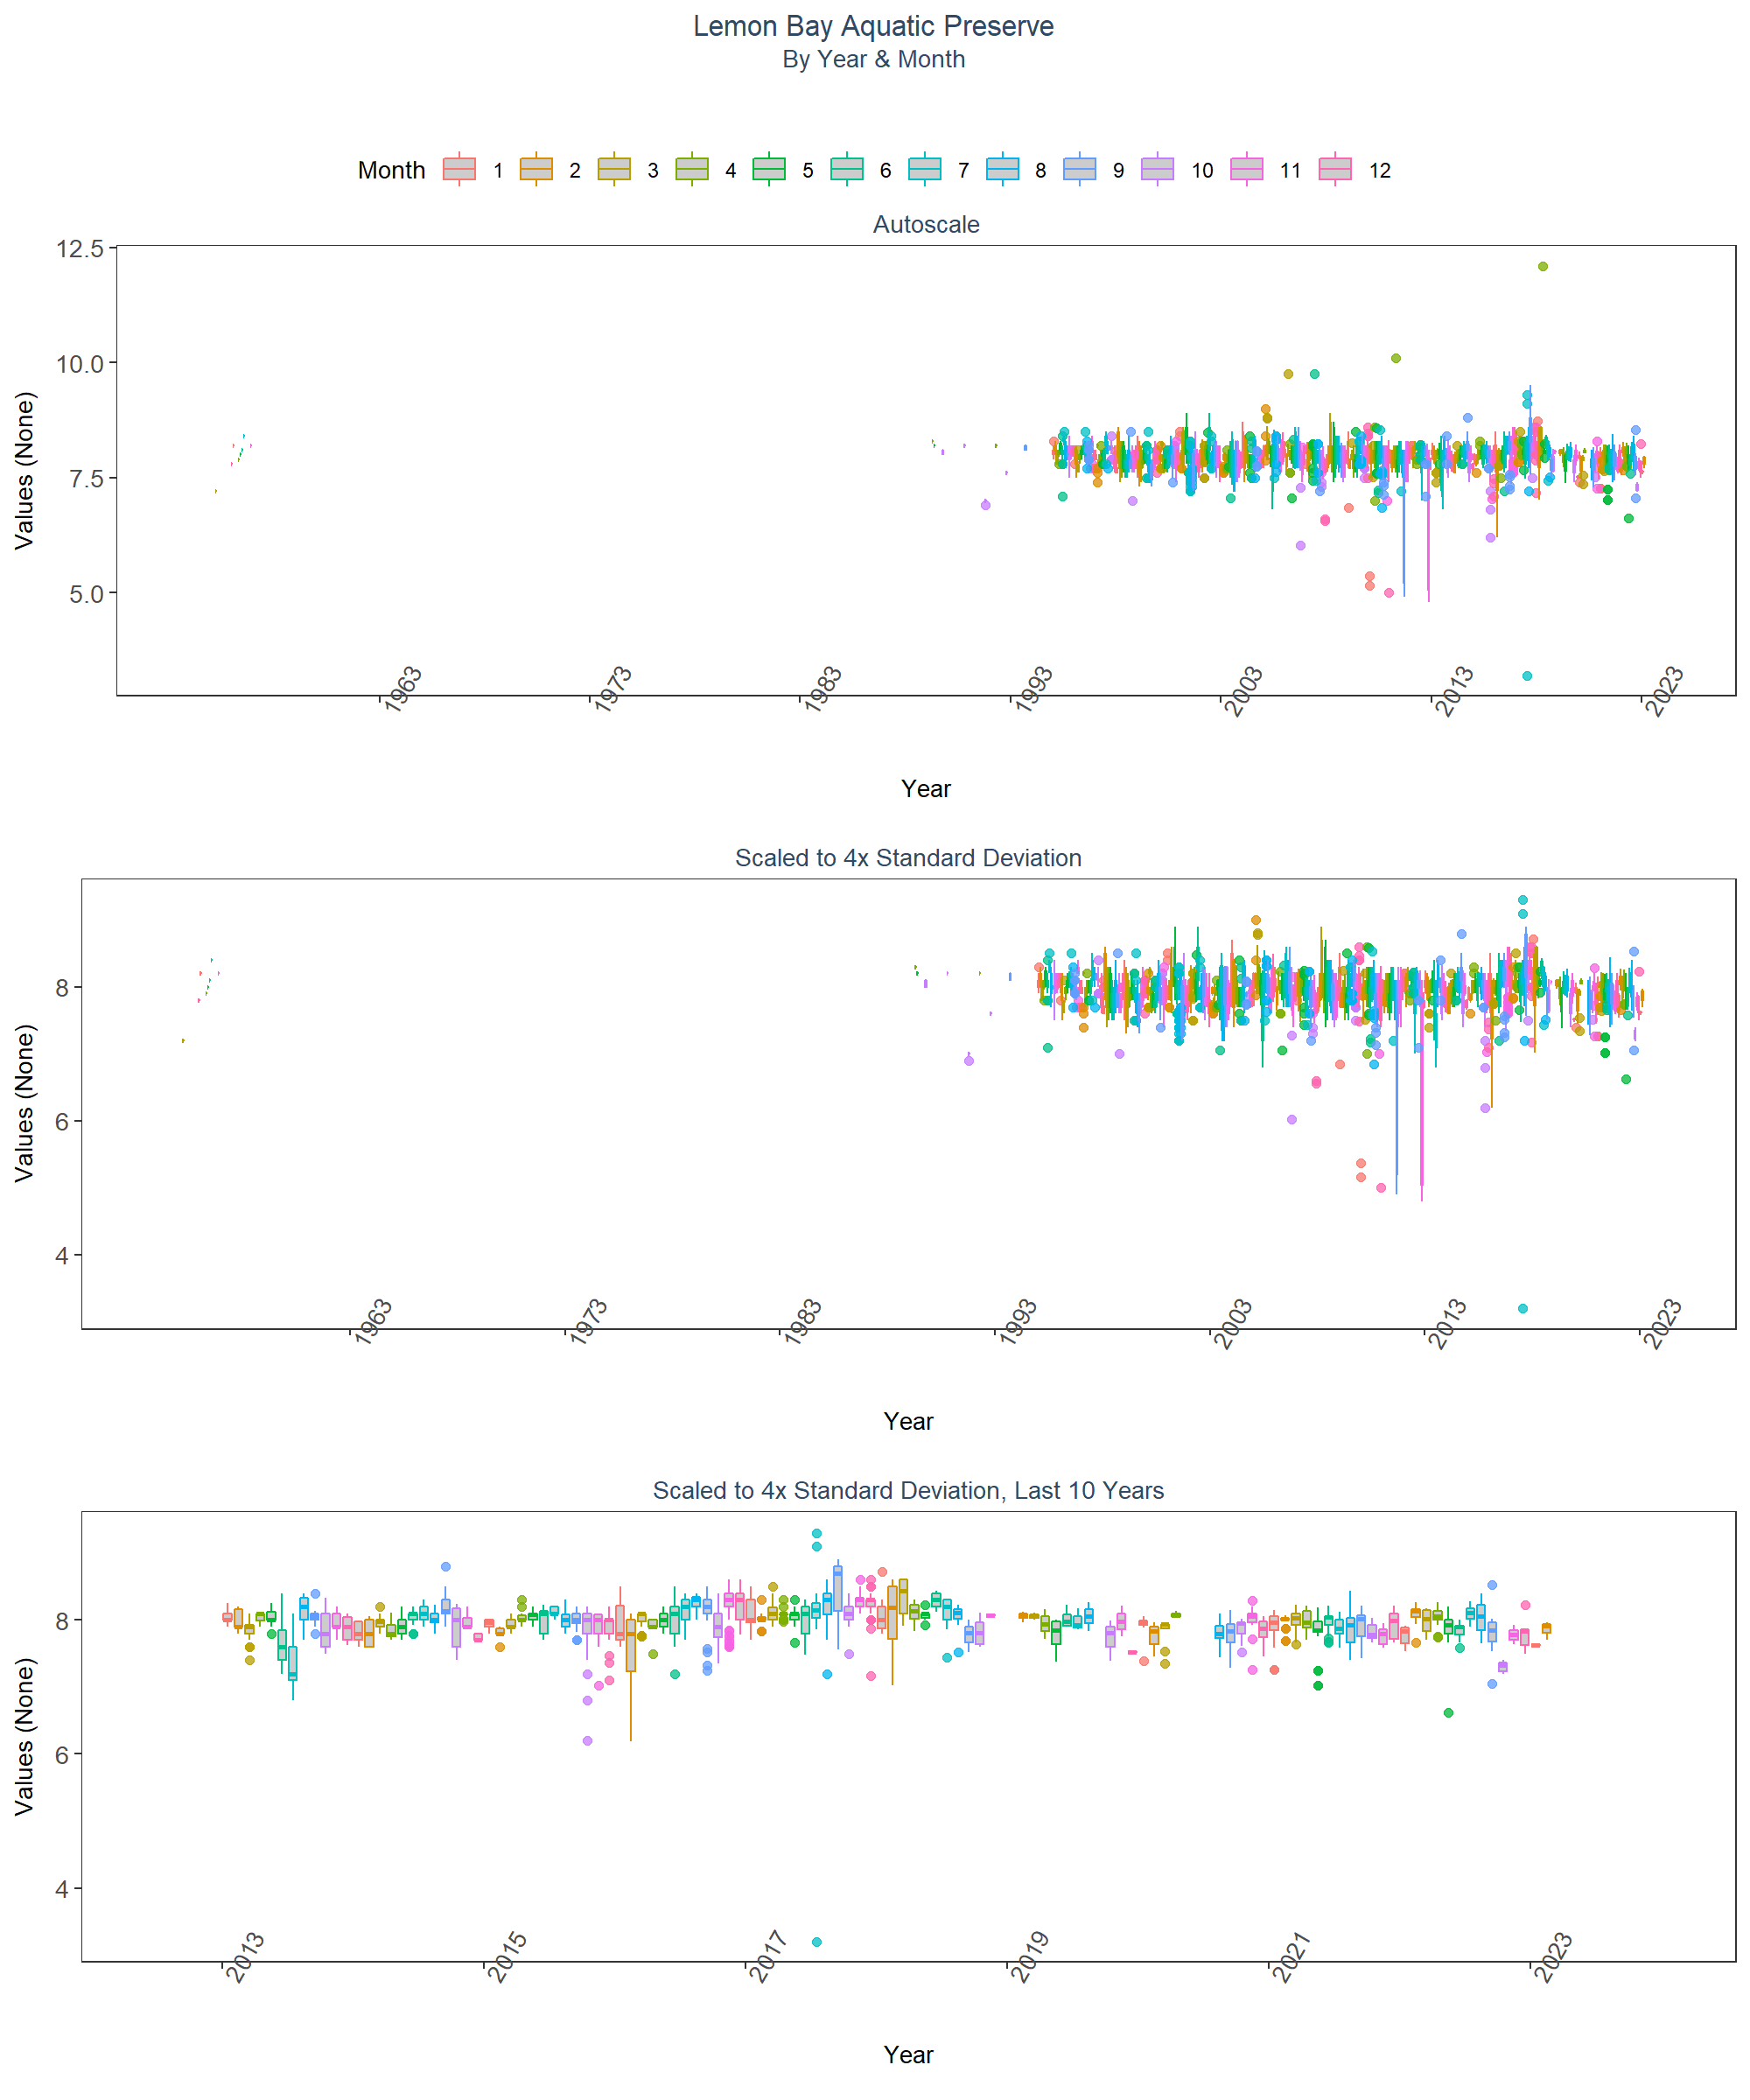 Lemon Bay Aquatic Preserve
By Year & Month
Month 1 2 3 4 5 6 7 8 9 10 11 12
Autoscale
12.5
10.0
7.5
5.0
Values (None)
1963 1973 1983 1993 2003 2013 2023
Year
Scaled to 4x Standard Deviation
8
6
4
Values (None)
1963 1973 1983 1993 2003 2013 2023
Year
Scaled to 4x Standard Deviation, Last 10 Years
8
6
4
Values (None)
2013 2015 2017 2019 2021 2023
Year